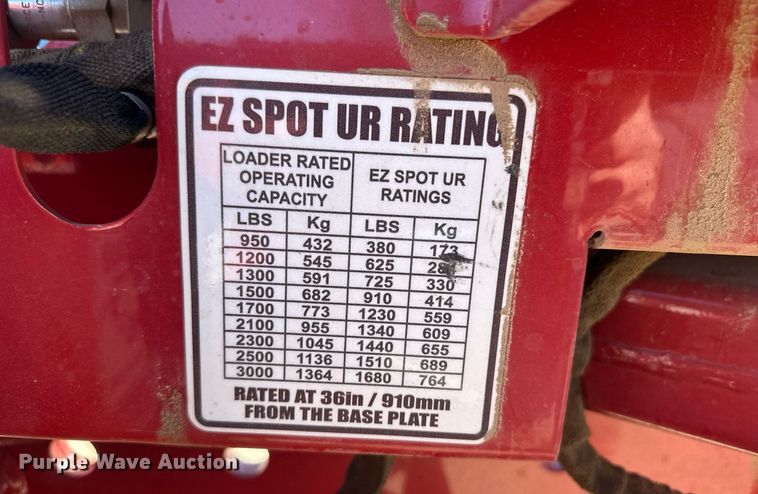 EZ SPOT UR RATING
LOADER RATED OPERATING CAPACITY EZ SPOT UR RATINGS
LBS Kg LBS Kg
950 432 380 173
1200 545 625
1300 591 725 330
1500 682 910 414
1700 773 1230 559
2100 955 1340 609
2300 1045 1440 655
2500 1136 1510 689
3000 1364 1680 764
RATED AT 36in / 910mm
FROM THE BASE PLATE
Purple Wave Auction